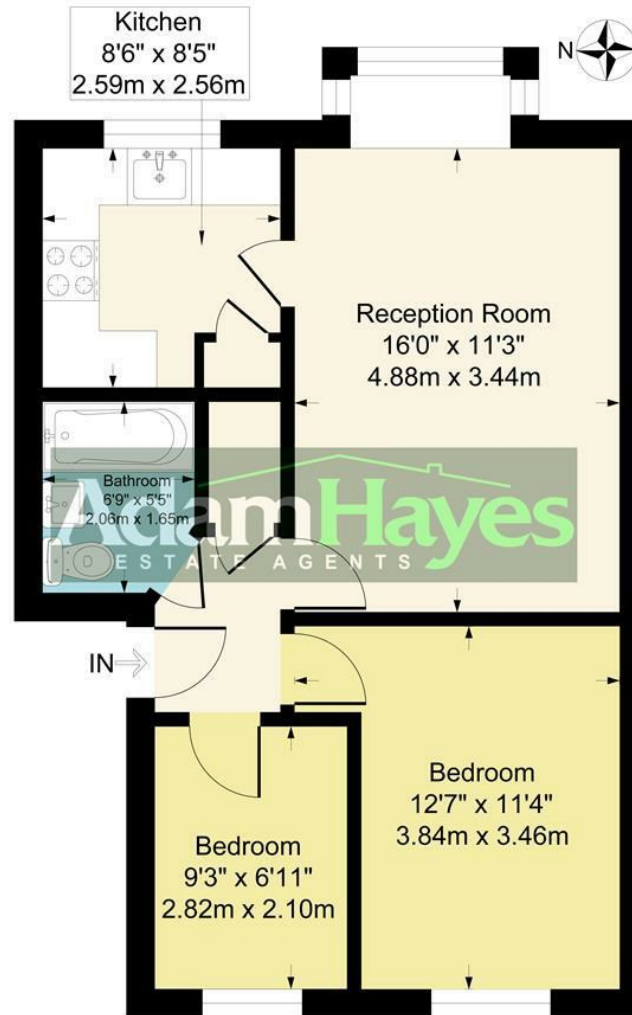 Kitchen
8'6" x 8'5"
2.59m x 2.56m
N
Reception Room
16'0" x 11'3"
4.88m x 3.44m
Bathroom
6'9" x 5'5"
2.06m x 1.65m
AdamHayes
ESTATE AGENTS
IN
Bedroom
12'7" x 11'4"
3.84m x 3.46m
Bedroom
9'3" x 6'11"
2.82m x 2.10m